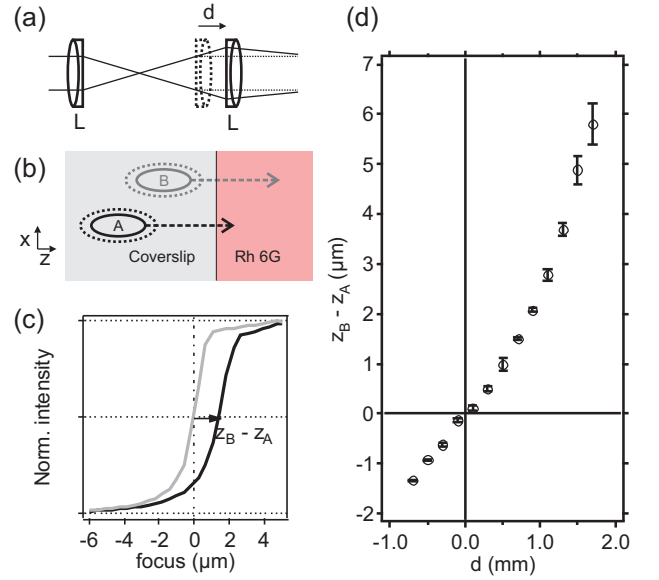 (a)
d
L L
(b)
B
A
x
z
Coverslip Rh 6G
(c)
Norm. intensity
z_B - z_A
-6 -4 -2 0 2 4
focus (μm)
(d)
z_B - z_A (μm)
7
6
5
4
3
2
1
0
-1
-2
-1.0 0.0 1.0 2.0
d (mm)